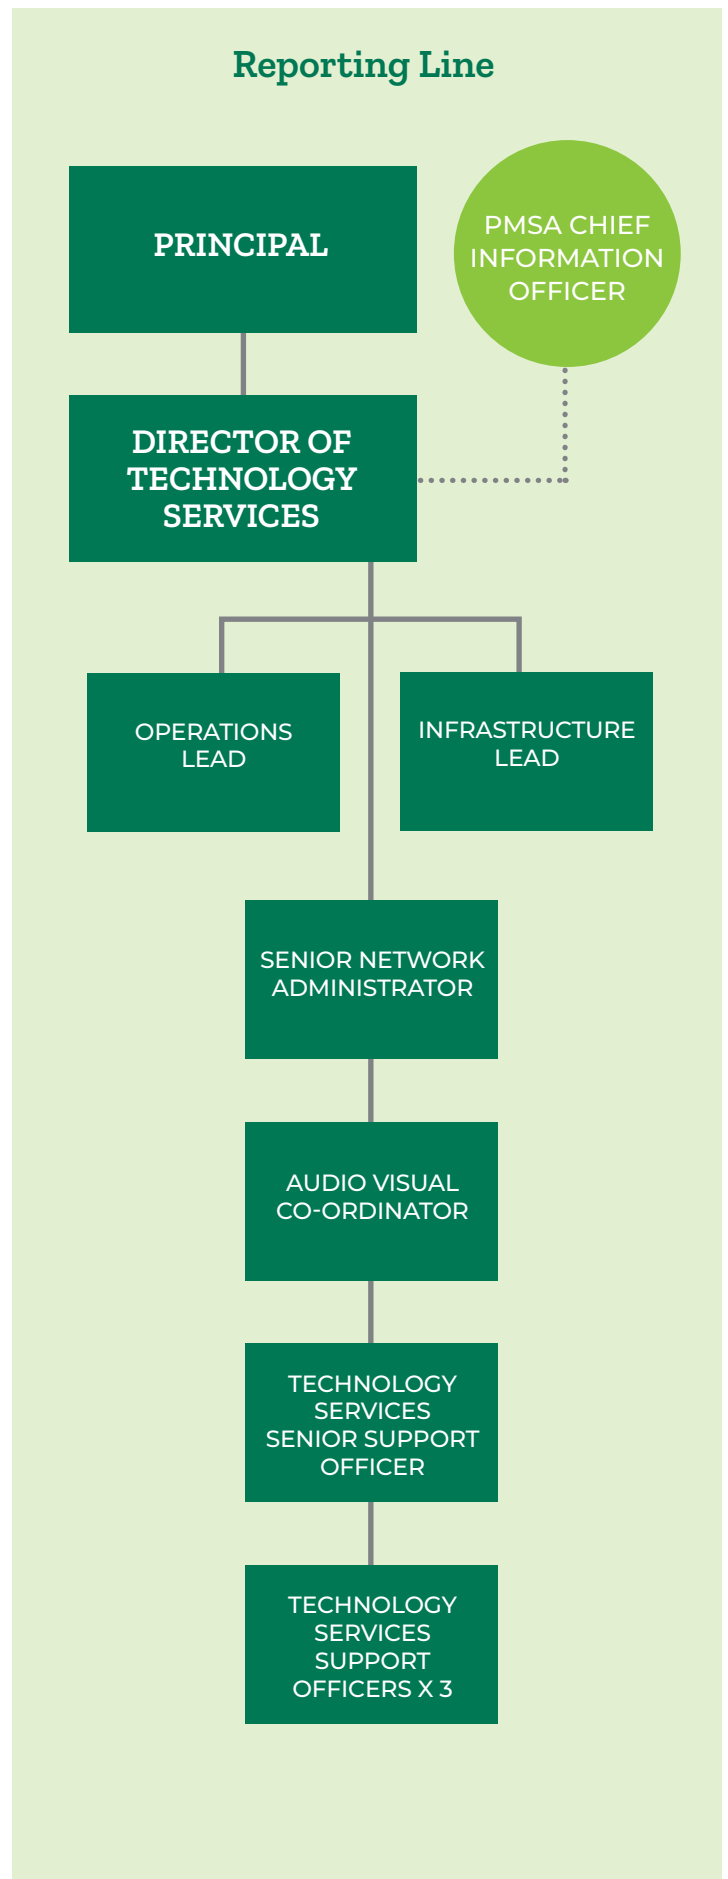 Reporting Line
PRINCIPAL
PMSA CHIEF
INFORMATION
OFFICER
DIRECTOR OF
TECHNOLOGY
SERVICES
OPERATIONS
LEAD
INFRASTRUCTURE
LEAD
SENIOR NETWORK
ADMINISTRATOR
AUDIO VISUAL
CO-ORDINATOR
TECHNOLOGY
SERVICES
SENIOR SUPPORT
OFFICER
TECHNOLOGY
SERVICES
SUPPORT
OFFICERS X 3